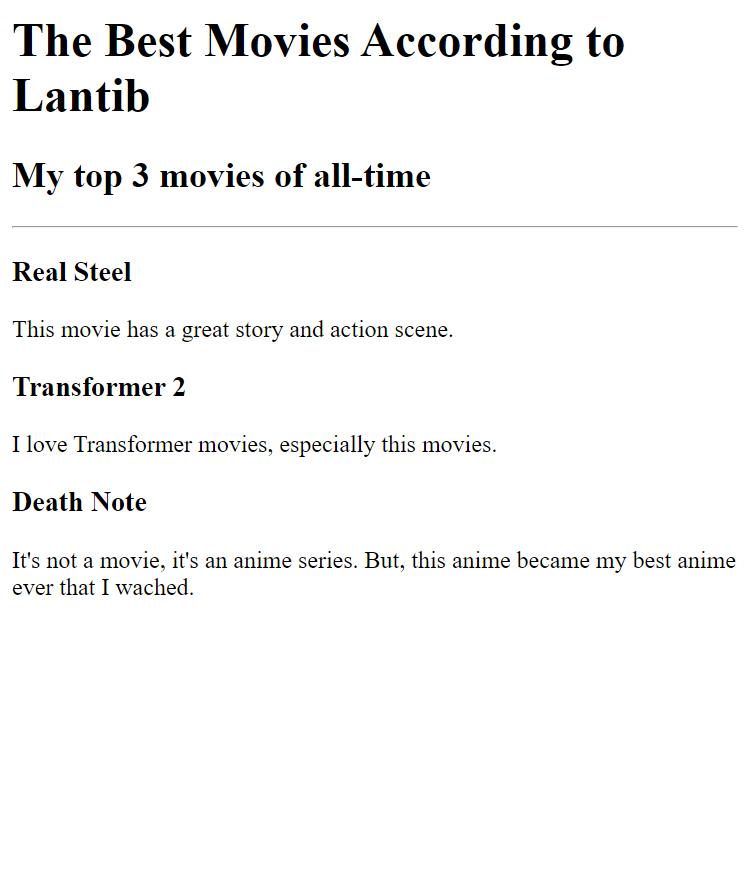 The Best Movies According to
Lantib
My top 3 movies of all-time
Real Steel
This movie has a great story and action scene.
Transformer 2
I love Transformer movies, especially this movies.
Death Note
It's not a movie, it's an anime series. But, this anime became my best anime
ever that I wached.